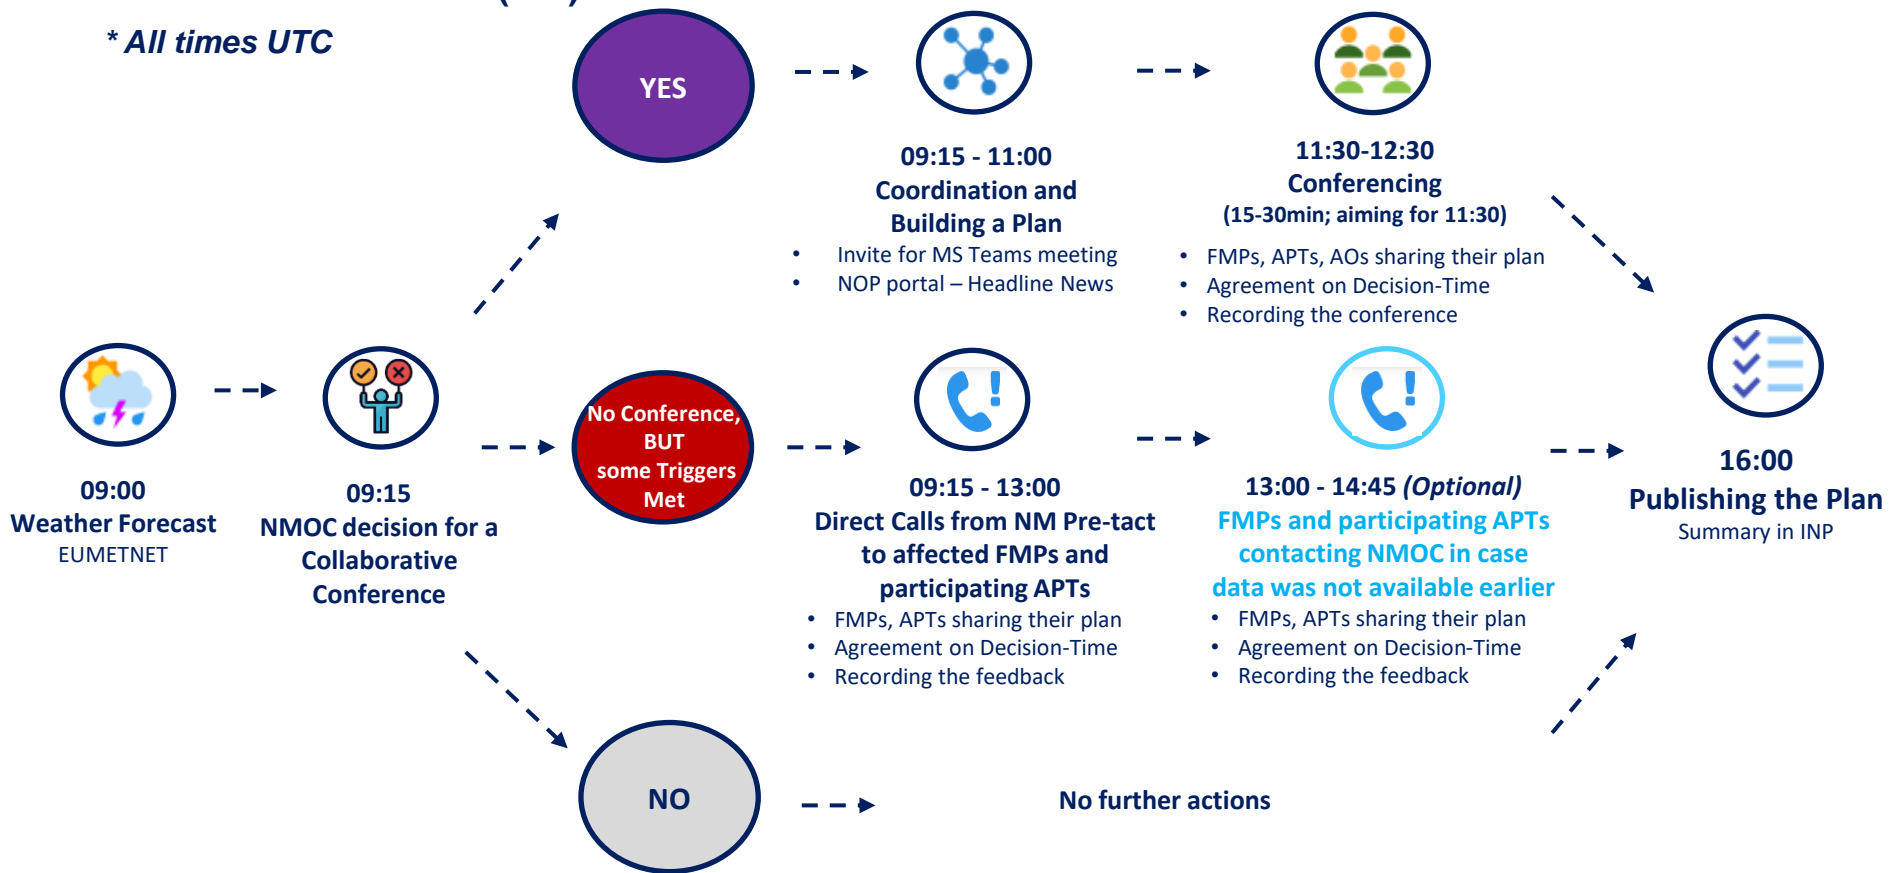 * All times UTC
YES
09:15 - 11:00
Coordination and
Building a Plan
• Invite for MS Teams meeting
• NOP portal – Headline News
11:30-12:30
Conferencing
(15-30min; aiming for 11:30)
• FMPs, APTs, AOs sharing their plan
• Agreement on Decision-Time
• Recording the conference
09:00
Weather Forecast
EUMETNET
09:15
NMOC decision for a
Collaborative
Conference
No Conference,
BUT
some Triggers
Met
09:15 - 13:00
Direct Calls from NM Pre-tact
to affected FMPs and
participating APTs
• FMPs, APTs sharing their plan
• Agreement on Decision-Time
• Recording the feedback
13:00 - 14:45 (Optional)
FMPs and participating APTs
contacting NMOC in case
data was not available earlier
• FMPs, APTs sharing their plan
• Agreement on Decision-Time
• Recording the feedback
16:00
Publishing the Plan
Summary in INP
NO
No further actions